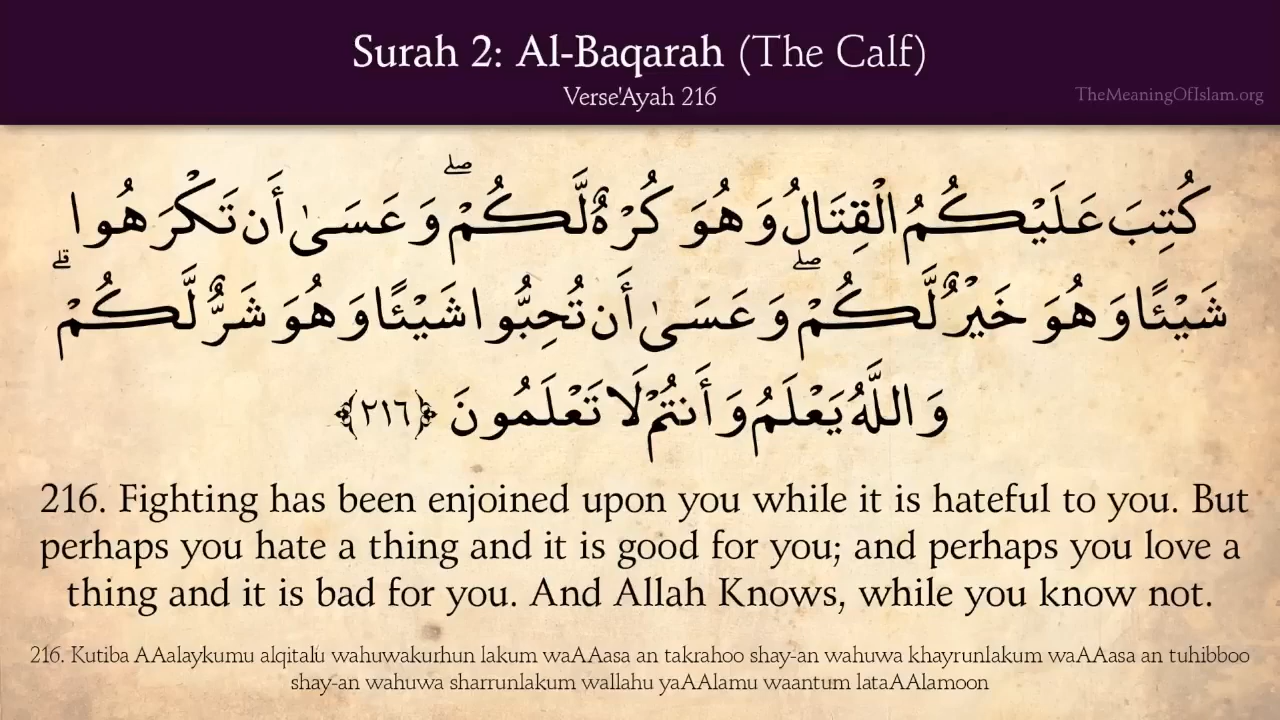 Surah 2: Al-Baqarah (The Calf)
Verse'Ayah 216
TheMeaningOfIslam.org
كُتِبَ عَلَيْكُمُ الْقِتَالُ وَهُوَ كُرْهٌ لَّكُمْ ۖ وَعَسَىٰ أَن تَكْرَهُوا
شَيْئًا وَهُوَ خَيْرٌ لَّكُمْ ۖ وَعَسَىٰ أَن تُحِبُّوا شَيْئًا وَهُوَ شَرٌّ لَّكُمْ ۗ
وَاللَّهُ يَعْلَمُ وَأَنتُمْ لَا تَعْلَمُونَ ﴿٢١٦﴾
216. Fighting has been enjoined upon you while it is hateful to you. But
perhaps you hate a thing and it is good for you; and perhaps you love a
thing and it is bad for you. And Allah Knows, while you know not.
216. Kutiba AAalaykumu alqitalu wahuwakurhun lakum waAAasa an takrahoo shay-an wahuwa khayrunlakum waAAasa an tuhibboo
shay-an wahuwa sharrunlakum wallahu yaAAlamu waantum lataAAlamoon